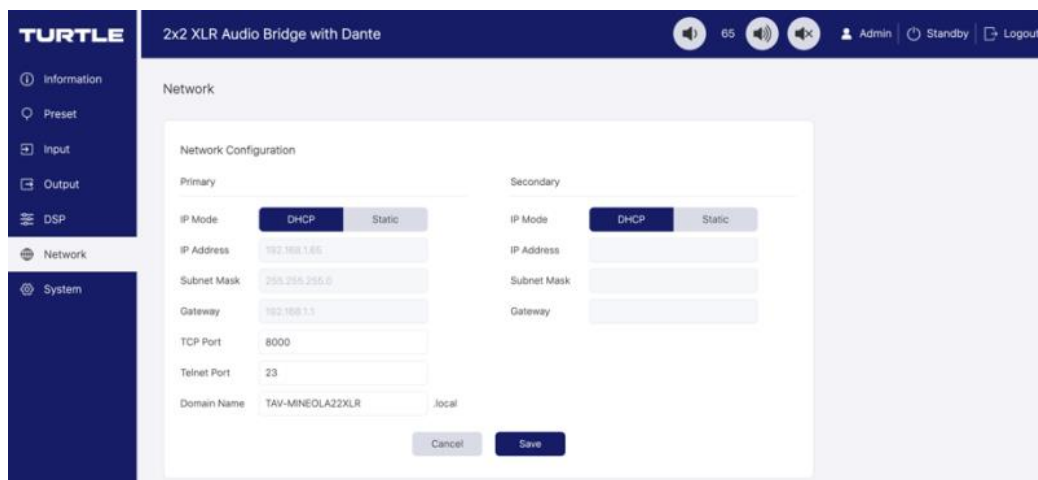 TURTLE
2x2 XLR Audio Bridge with Dante
65
Admin
Standby
Logout
Information
Preset
Input
Output
DSP
Network
System
Network
Network Configuration
Primary
IP Mode DHCP Static
IP Address 192.168.1.65
Subnet Mask 255.255.255.0
Gateway 192.168.1.1
TCP Port 8000
Telnet Port 23
Domain Name TAV-MINEOLA22XLR .local
Secondary
IP Mode DHCP Static
IP Address
Subnet Mask
Gateway
Cancel Save